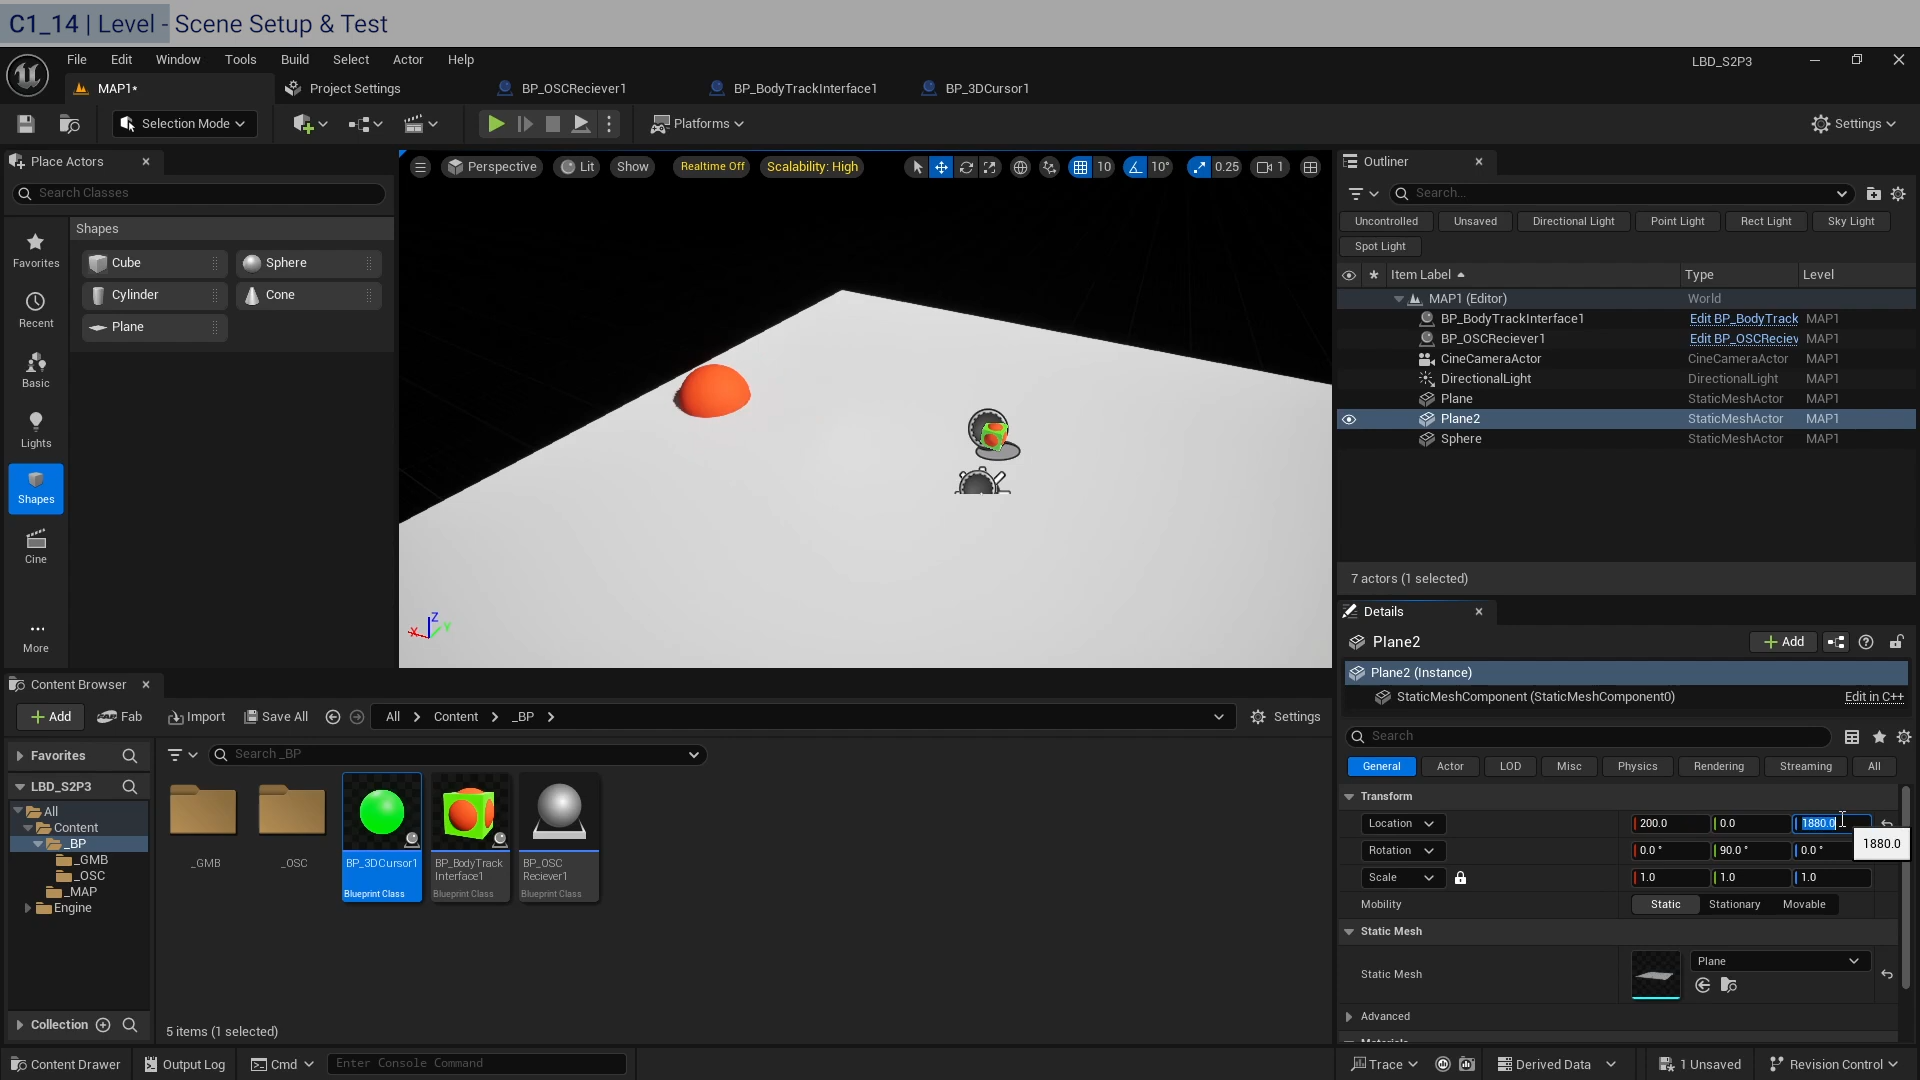 C1_14 | Level - Scene Setup & Test
File Edit Window Tools Build Select Actor Help
LBD_S2P3
MAP1*
Project Settings
BP_OSCReciever1
BP_BodyTrackInterface1
BP_3DCursor1
Selection Mode
Platforms
Settings
Place Actors
Search Classes
Favorites
Recent
Basic
Lights
Shapes
Cine
More
Shapes
Cube
Sphere
Cylinder
Cone
Plane
Perspective
Lit
Show
Realtime Off
Scalability: High
10
10°
0.25
1
Z
X
Y
Outliner
Search...
Uncontrolled
Unsaved
Directional Light
Point Light
Rect Light
Sky Light
Spot Light
Item Label Type Level
MAP1 (Editor) World
BP_BodyTrackInterface1 Edit BP_BodyTrack MAP1
BP_OSCReciever1 Edit BP_OSCReciev MAP1
CineCameraActor CineCameraActor MAP1
DirectionalLight DirectionalLight MAP1
Plane StaticMeshActor MAP1
Plane2 StaticMeshActor MAP1
Sphere StaticMeshActor MAP1
7 actors (1 selected)
Details
Plane2
Add
Plane2 (Instance)
StaticMeshComponent (StaticMeshComponent0)
Edit in C++
Search
General
Actor
LOD
Misc
Physics
Rendering
Streaming
All
Transform
Location 200.0 0.0 1880.0
1880.0
Rotation 0.0 ° 90.0 ° 0.0 °
Scale 1.0 1.0 1.0
Mobility Static Stationary Movable
Static Mesh
Static Mesh
Plane
Advanced
Content Browser
Add
Fab
Import
Save All
All
Content
_BP
Settings
Favorites
LBD_S2P3
All
Content
_BP
_GMB
_OSC
_MAP
Engine
Collection
Search _BP
_GMB
_OSC
BP_3DCursor1
Blueprint Class
BP_BodyTrack
Interface1
Blueprint Class
BP_OSC
Reciever1
Blueprint Class
5 items (1 selected)
Content Drawer
Output Log
Cmd
Enter Console Command
Trace
Derived Data
1 Unsaved
Revision Control